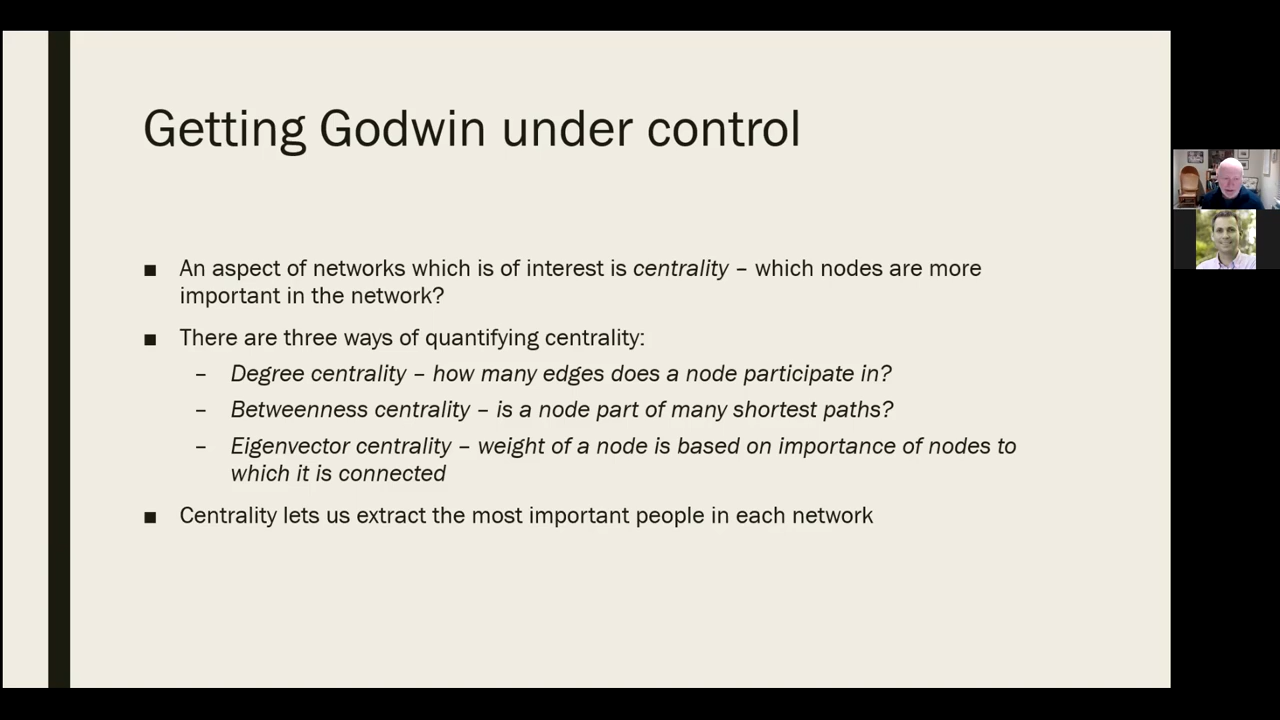 Getting Godwin under control
■ An aspect of networks which is of interest is centrality – which nodes are more
important in the network?
■ There are three ways of quantifying centrality:
– Degree centrality – how many edges does a node participate in?
– Betweenness centrality – is a node part of many shortest paths?
– Eigenvector centrality – weight of a node is based on importance of nodes to
which it is connected
■ Centrality lets us extract the most important people in each network